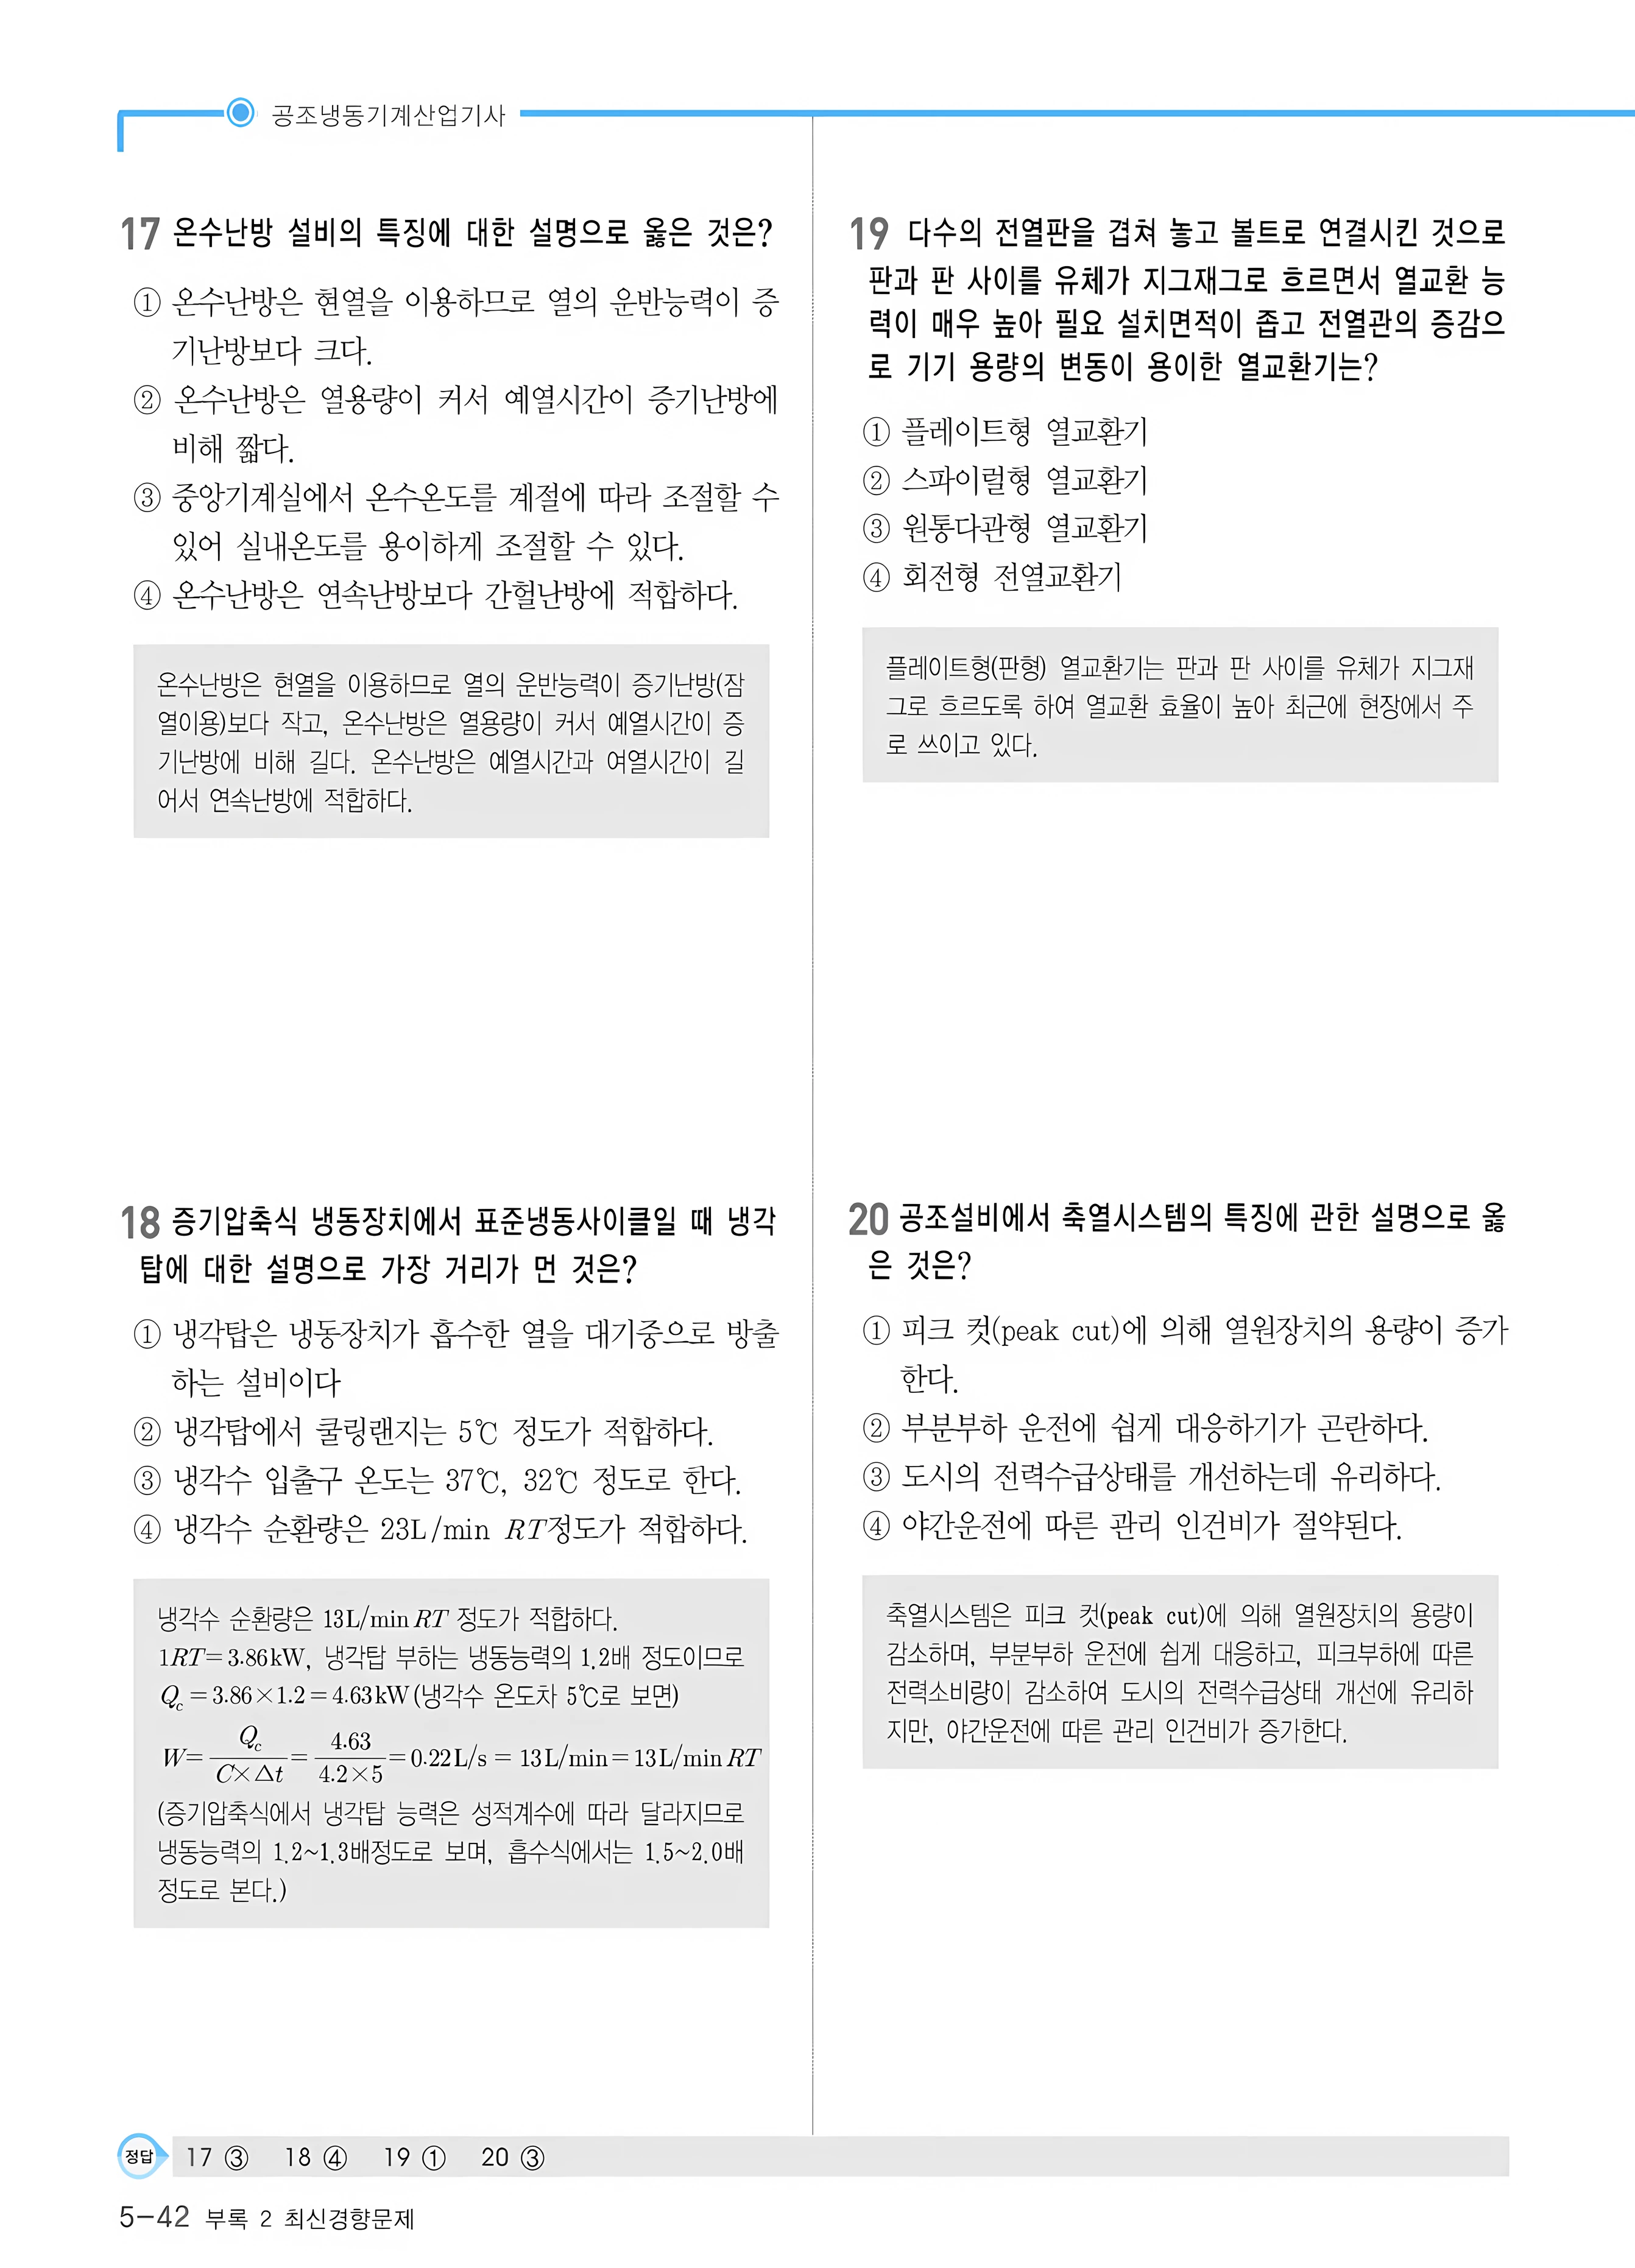 공조냉동기계산업기사
17 온수난방 설비의 특징에 대한 설명으로 옳은 것은?
① 온수난방은 현열을 이용하므로 열의 운반능력이 증
기난방보다 크다.
② 온수난방은 열용량이 커서 예열시간이 증기난방에
비해 짧다.
③ 중앙기계실에서 온수온도를 계절에 따라 조절할 수
있어 실내온도를 용이하게 조절할 수 있다.
④ 온수난방은 연속난방보다 간헐난방에 적합하다.
온수난방은 현열을 이용하므로 열의 운반능력이 증기난방(잠
열이용)보다 작고, 온수난방은 열용량이 커서 예열시간이 증
기난방에 비해 길다. 온수난방은 예열시간과 여열시간이 길
어서 연속난방에 적합하다.
18 증기압축식 냉동장치에서 표준냉동사이클일 때 냉각
탑에 대한 설명으로 가장 거리가 먼 것은?
① 냉각탑은 냉동장치가 흡수한 열을 대기중으로 방출
하는 설비이다
② 냉각탑에서 쿨링랜지는 5℃ 정도가 적합하다.
③ 냉각수 입출구 온도는 37℃, 32℃ 정도로 한다.
④ 냉각수 순환량은 23L/min RT정도가 적합하다.
냉각수 순환량은 13L/min RT 정도가 적합하다.
1RT=3.86kW, 냉각탑 부하는 냉동능력의 1.2배 정도이므로
Qc=3.86×1.2=4.63kW(냉각수 온도차 5℃로 보면)
W= Qc / C×△t = 4.63 / 4.2×5 =0.22L/s = 13L/min=13L/min RT
(증기압축식에서 냉각탑 능력은 성적계수에 따라 달라지므로
냉동능력의 1.2~1.3배정도로 보며, 흡수식에서는 1.5~2.0배
정도로 본다.)
19 다수의 전열판을 겹쳐 놓고 볼트로 연결시킨 것으로
판과 판 사이를 유체가 지그재그로 흐르면서 열교환 능
력이 매우 높아 필요 설치면적이 좁고 전열관의 증감으
로 기기 용량의 변동이 용이한 열교환기는?
① 플레이트형 열교환기
② 스파이럴형 열교환기
③ 원통다관형 열교환기
④ 회전형 전열교환기
플레이트형(판형) 열교환기는 판과 판 사이를 유체가 지그재
그로 흐르도록 하여 열교환 효율이 높아 최근에 현장에서 주
로 쓰이고 있다.
20 공조설비에서 축열시스템의 특징에 관한 설명으로 옳
은 것은?
① 피크 컷(peak cut)에 의해 열원장치의 용량이 증가
한다.
② 부분부하 운전에 쉽게 대응하기가 곤란하다.
③ 도시의 전력수급상태를 개선하는데 유리하다.
④ 야간운전에 따른 관리 인건비가 절약된다.
축열시스템은 피크 컷(peak cut)에 의해 열원장치의 용량이
감소하며, 부분부하 운전에 쉽게 대응하고, 피크부하에 따른
전력소비량이 감소하여 도시의 전력수급상태 개선에 유리하
지만, 야간운전에 따른 관리 인건비가 증가한다.
정답 17 ③ 18 ④ 19 ① 20 ③
5-42 부록 2 최신경향문제